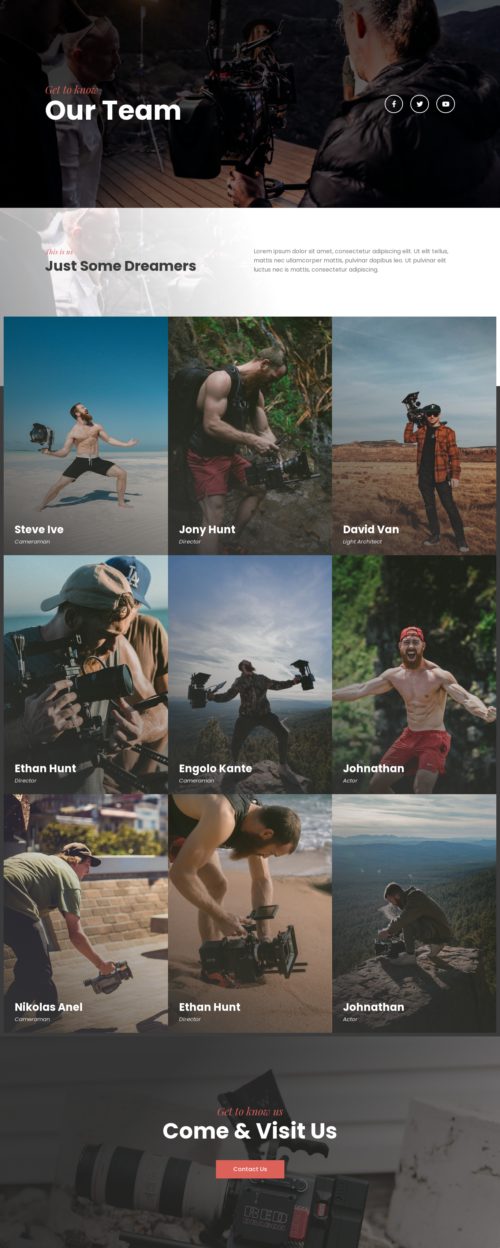 Get to know
Our Team
This is us
Just Some Dreamers
Lorem ipsum dolor sit amet, consectetur adipiscing elit. Ut elit tellus,
mattis nec ullamcorper mattis, pulvinar dapibus leo. Ut pulvinar elit
luctus nec is mattis, consectetur adipiscing.
Steve Ive
Cameraman
Jony Hunt
Director
David Van
Light Architect
Ethan Hunt
Director
Engolo Kante
Cameraman
Johnathan
Actor
Nikolas Anel
Cameraman
Ethan Hunt
Director
Johnathan
Actor
Get to know us
Come & Visit Us
Contact Us
RED